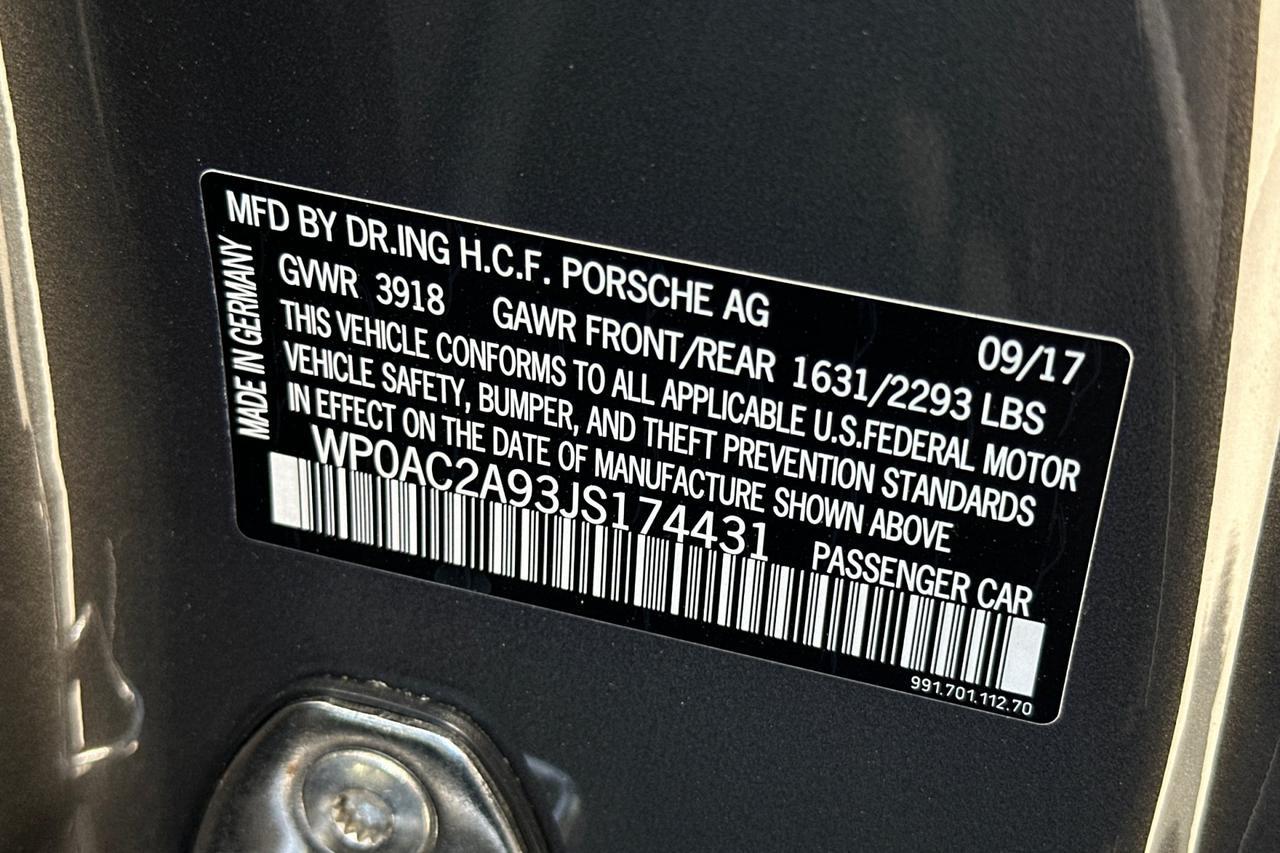 MFD BY DR.ING H.C.F. PORSCHE AG
09/17
MADE IN GERMANY
GVWR 3918 GAWR FRONT/REAR 1631/2293 LBS
THIS VEHICLE CONFORMS TO ALL APPLICABLE U.S.FEDERAL MOTOR
VEHICLE SAFETY, BUMPER, AND THEFT PREVENTION STANDARDS
IN EFFECT ON THE DATE OF MANUFACTURE SHOWN ABOVE
WP0AC2A93JS174431
PASSENGER CAR
991.701.112.70